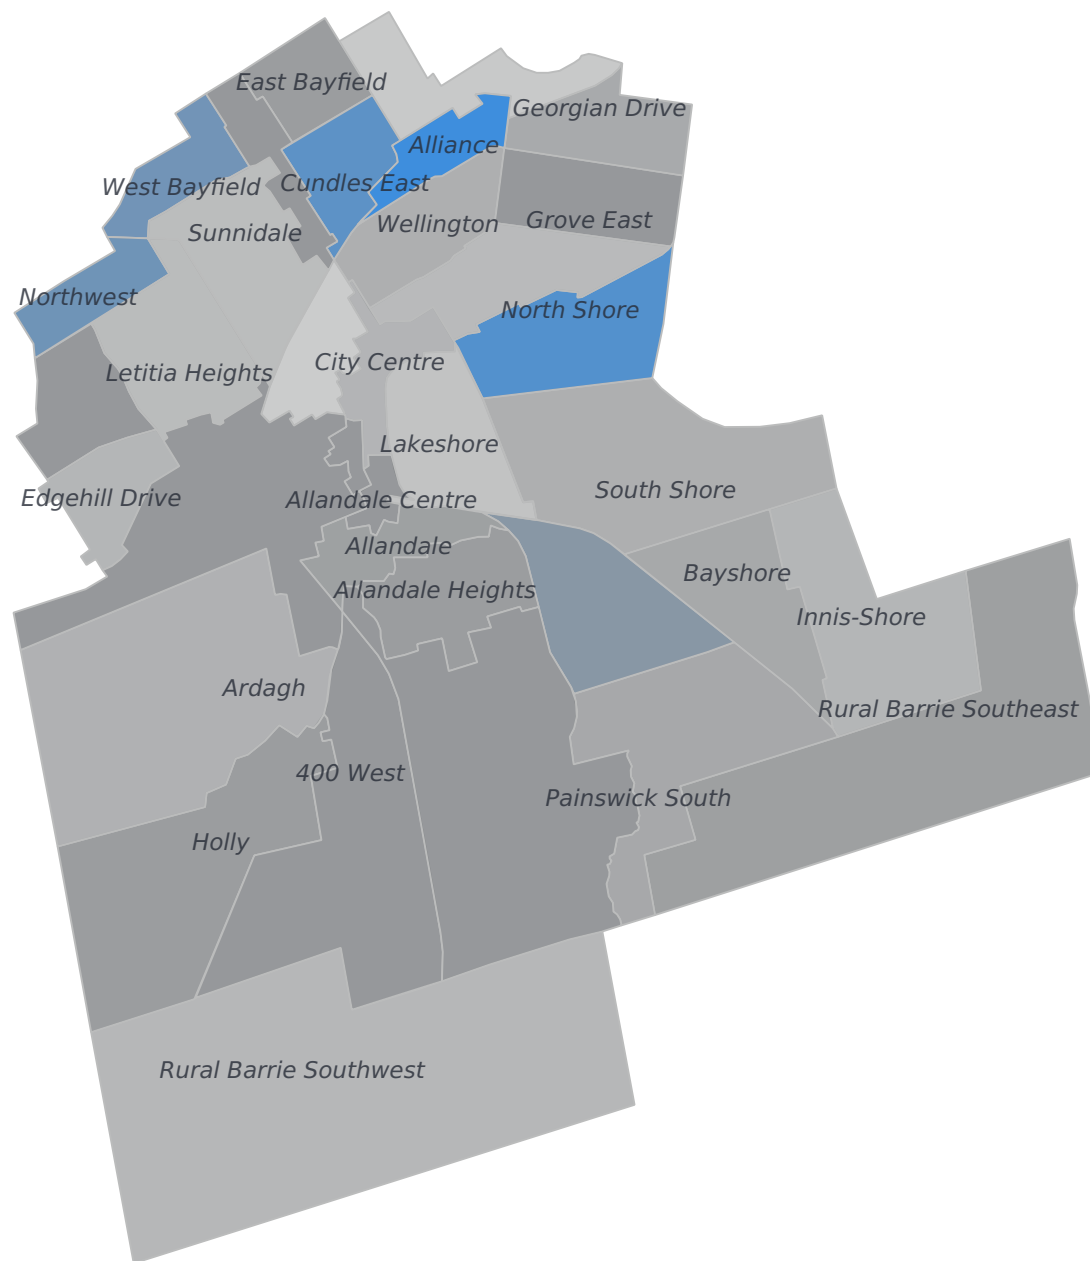 East Bayfield
Georgian Drive
Alliance
West Bayfield
Cundles East
Sunnidale
Wellington
Grove East
Northwest
North Shore
City Centre
Letitia Heights
Lakeshore
Edgehill Drive
Allandale Centre
South Shore
Allandale
Allandale Heights
Bayshore
Innis-Shore
Ardagh
Rural Barrie Southeast
400 West
Painswick South
Holly
Rural Barrie Southwest